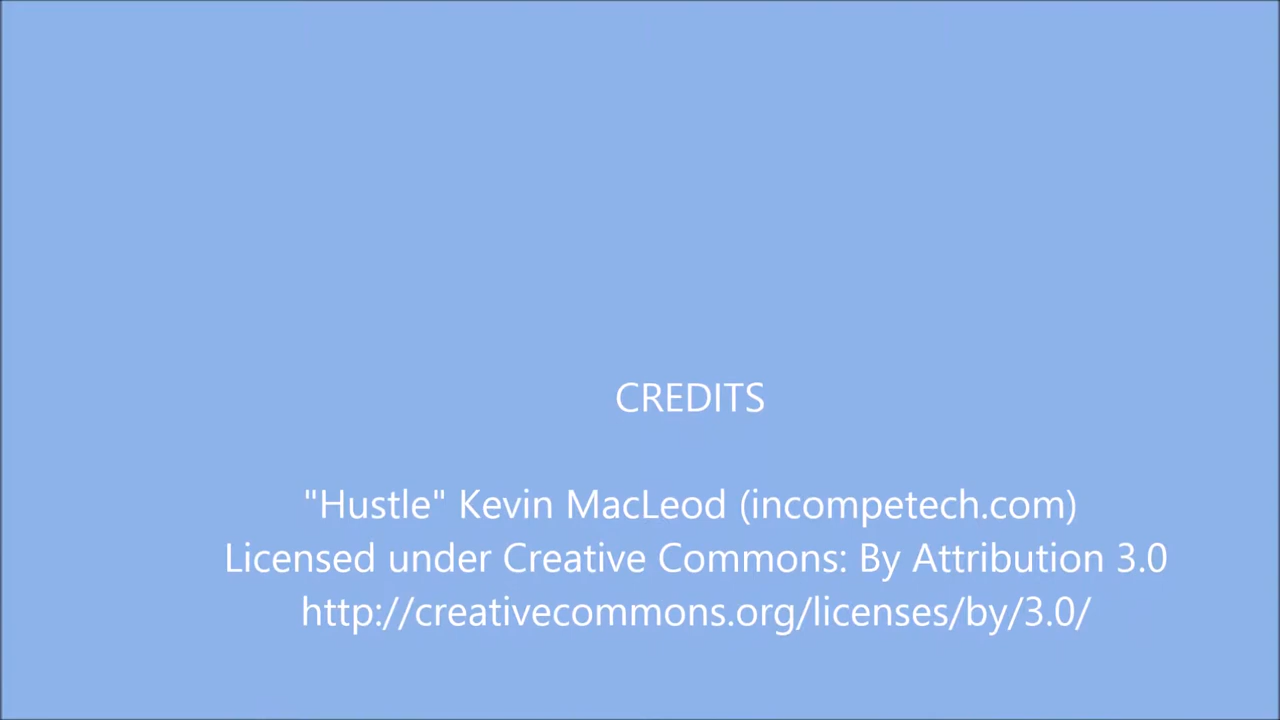 CREDITS
"Hustle" Kevin MacLeod (incompetech.com)
Licensed under Creative Commons: By Attribution 3.0
http://creativecommons.org/licenses/by/3.0/